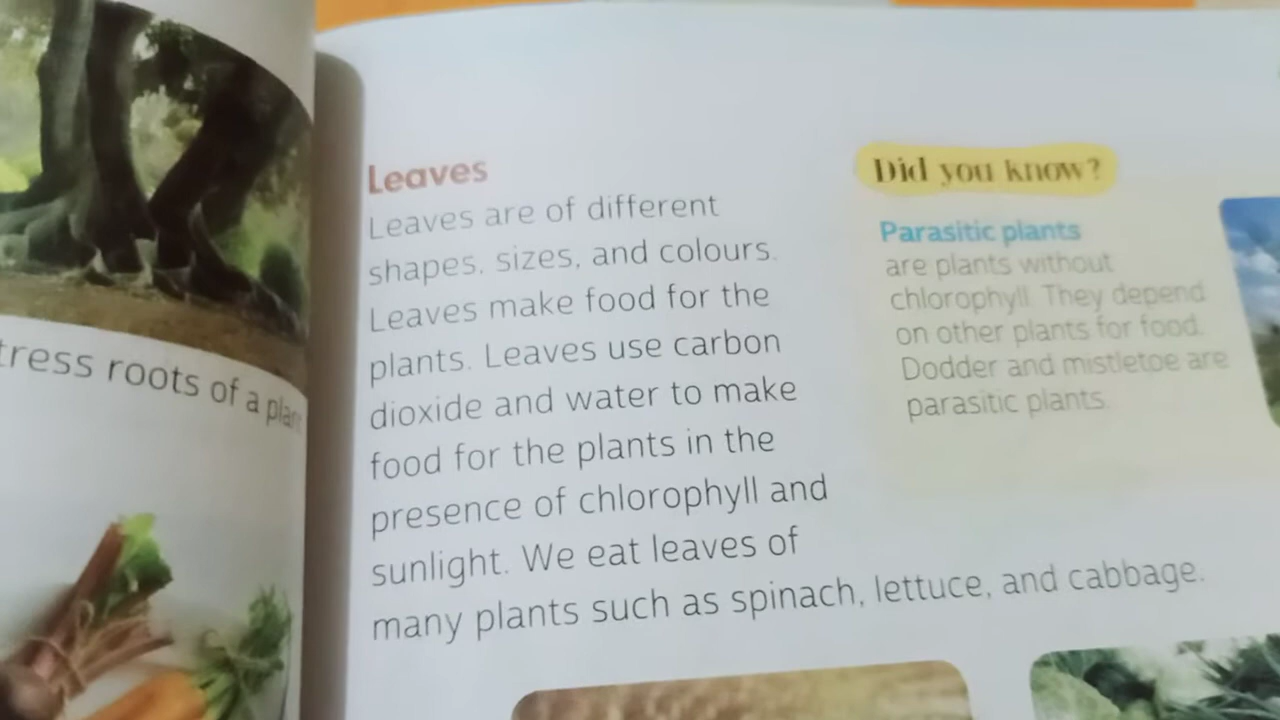 tress roots of a plant
Leaves
Leaves are of different
shapes, sizes, and colours.
Leaves make food for the
plants. Leaves use carbon
dioxide and water to make
food for the plants in the
presence of chlorophyll and
sunlight. We eat leaves of
many plants such as spinach, lettuce, and cabbage.
Did you know?
Parasitic plants
are plants without
chlorophyll. They depend
on other plants for food.
Dodder and mistletoe are
parasitic plants.